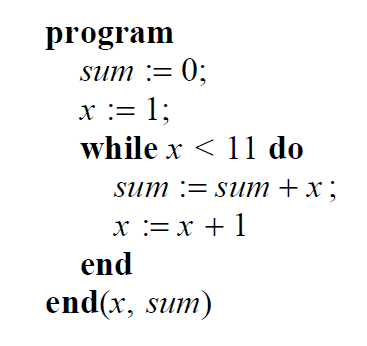 program
sum := 0;
x := 1;
while x < 11 do
sum := sum + x;
x := x + 1
end
end(x, sum)